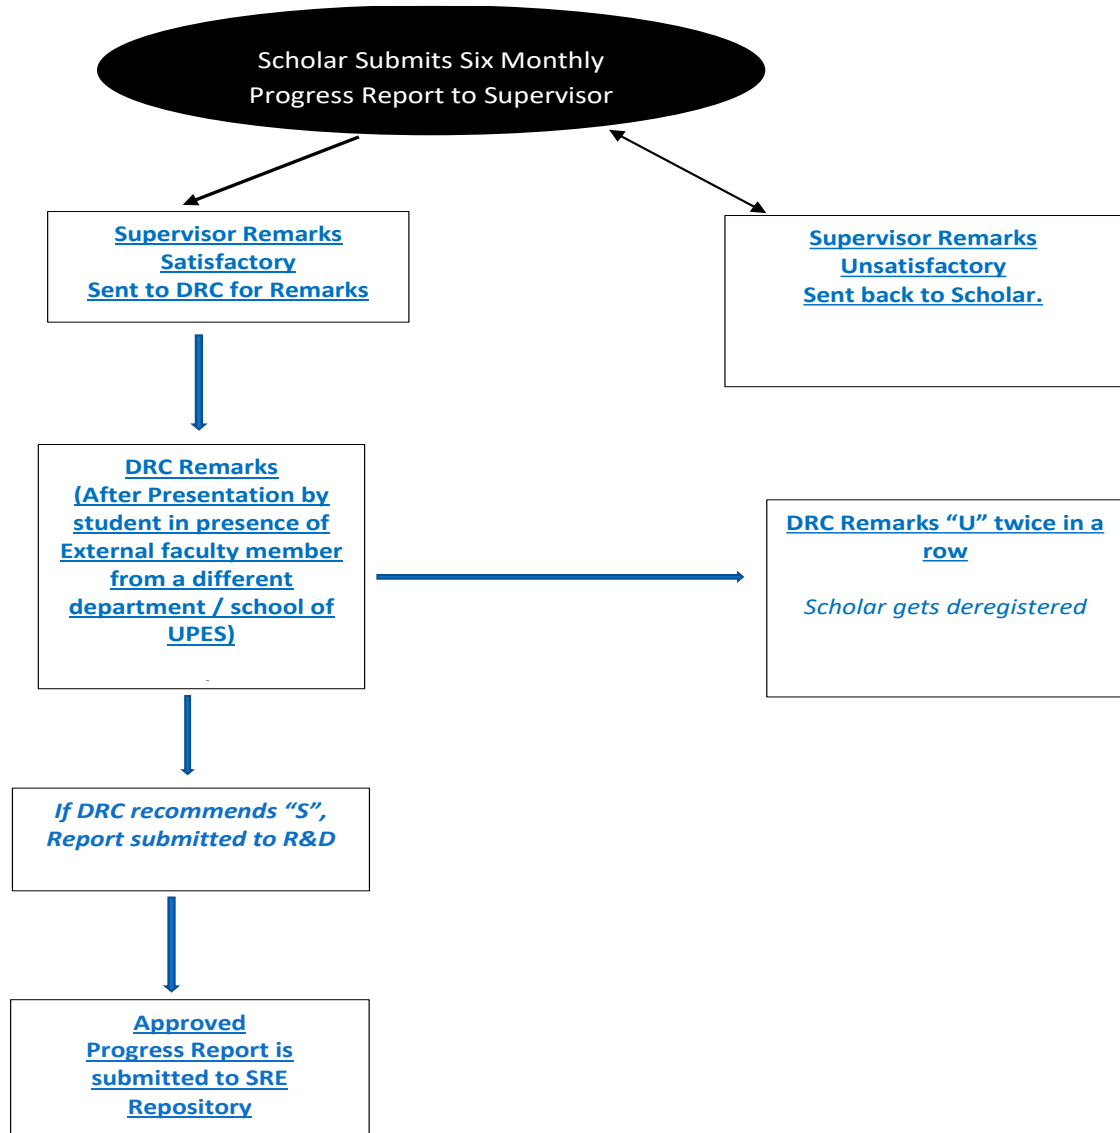 Scholar Submits Six Monthly
Progress Report to Supervisor
Supervisor Remarks
Satisfactory
Sent to DRC for Remarks
Supervisor Remarks
Unsatisfactory
Sent back to Scholar.
DRC Remarks
(After Presentation by
student in presence of
External faculty member
from a different
department / school of
UPES)
DRC Remarks “U” twice in a
row
Scholar gets deregistered
If DRC recommends “S”,
Report submitted to R&D
Approved
Progress Report is
submitted to SRE
Repository